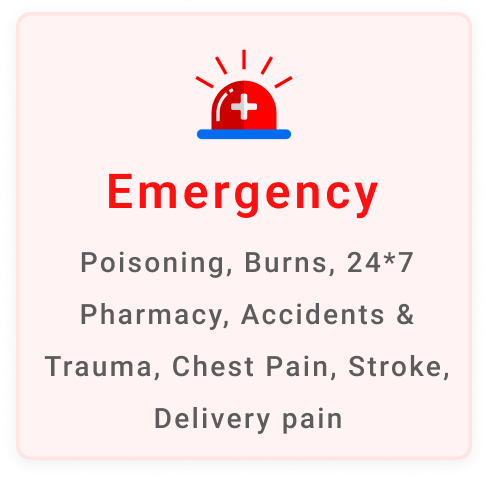 Emergency
Poisoning, Burns, 24*7
Pharmacy, Accidents &
Trauma, Chest Pain, Stroke,
Delivery pain